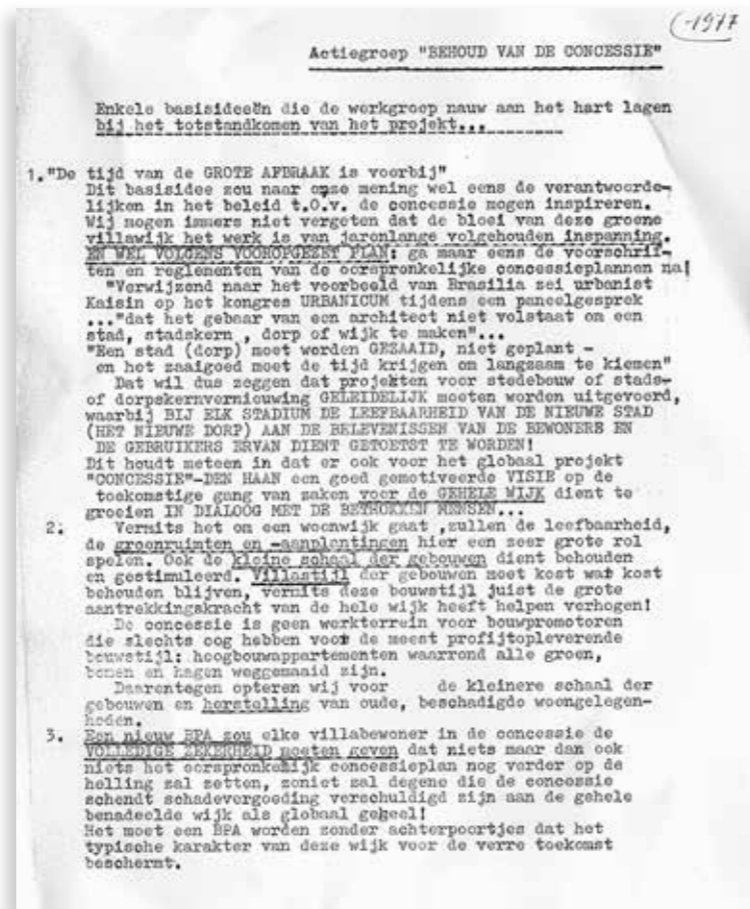 (-1977
Actiegroep "BEHOUD VAN DE CONCESSIE"
Enkele basisideeën die de werkgroep nauw aan het hart lagen
bij het totstandkomen van het projekt...
1."De tijd van de GROTE AFBRAAK is voorbij"
Dit basisidee zou naar onze mening wel eens de verantwoorde-
lijken in het beleid t.O.v. de concessie mogen inspireren.
Wij mogen immers niet vergeten dat de bloei van deze groene
villawijk het werk is van jarenlange volgehouden inspanning.
EN WEL VOLGENS VOOROPGEZET PLAN: ga maar eens de voorschrif-
ten en reglementen van de oorspronkelijke concessieplannen na!
"Verwijzend naar het voorbeeld van Brasilia zei urbanist
Kaisin op het kongres URBANICUM tijdens een paneelgesprek
..."dat het gebaar van een architect niet volstaat om een
stad, stadskern , dorp of wijk te maken"...
"Een stad (dorp) moet worden GEZAAID, niet geplant -
en het zaaigoed moet de tijd krijgen om langzaam te kiemen"
Dat wil dus zeggen dat projekten voor stedebouw of stads-
of dorpskernvernieuwing GELEIDELIJK moeten worden uitgevoerd,
waarbij BIJ ELK STADIUM DE LEEFBAARHEID VAN DE NIEUWE STAD
(HET NIEUWE DORP) AAN DE BELEVENISSEN VAN DE BEWONERS EN
DE GEBRUIKERS ERVAN DIENT GETOETST TE WORDEN!
Dit houdt meteen in dat er ook voor het globaal projekt
"CONCESSIE"-DEN HAAN een goed gemotiveerde VISIE op de
toekomstige gang van zaken voor de GEHELE WIJK dient te
groeien IN DIALOOG MET DE BETROKKEN MENSEN...
2. Vermits het om een woonwijk gaat ,zullen de leefbaarheid,
de groenruimten en -aanplantingen hier een zeer grote rol
spelen. Ook de kleine schaal der gebouwen dient behouden
en gestimuleerd. Villastijl der gebouwen moet kost wat kost
behouden blijven, vermits deze bouwstijl juist de grote
aantrekkingskracht van de hele wijk heeft helpen verhogen!
De concessie is geen werkterrein voor bouwpromotoren
die slechts oog hebben voor de meest profijtopleverende
bouwstijl: hoogbouwappartementen waarrond alle groen,
bomen en hagen weggemaaid zijn.
Daarentegen opteren wij voor de kleinere schaal der
gebouwen en herstelling van oude, beschadigde woongelegen-
heden.
3. Een nieuw BPA zou elke villabewoner in de concessie de
VOLLEDIGE ZEKERHEID moeten geven dat niets maar dan ook
niets het oorspronkelijk concessieplan nog verder op de
helling zal zetten, zoniet zal degene die de concessie
schendt schadevergoeding verschuldigd zijn aan de gehele
benadeelde wijk als globaal geheel!
Het moet een BPA worden zonder achterpoortjes dat het
typische karakter van deze wijk voor de verre toekomst
beschermt.